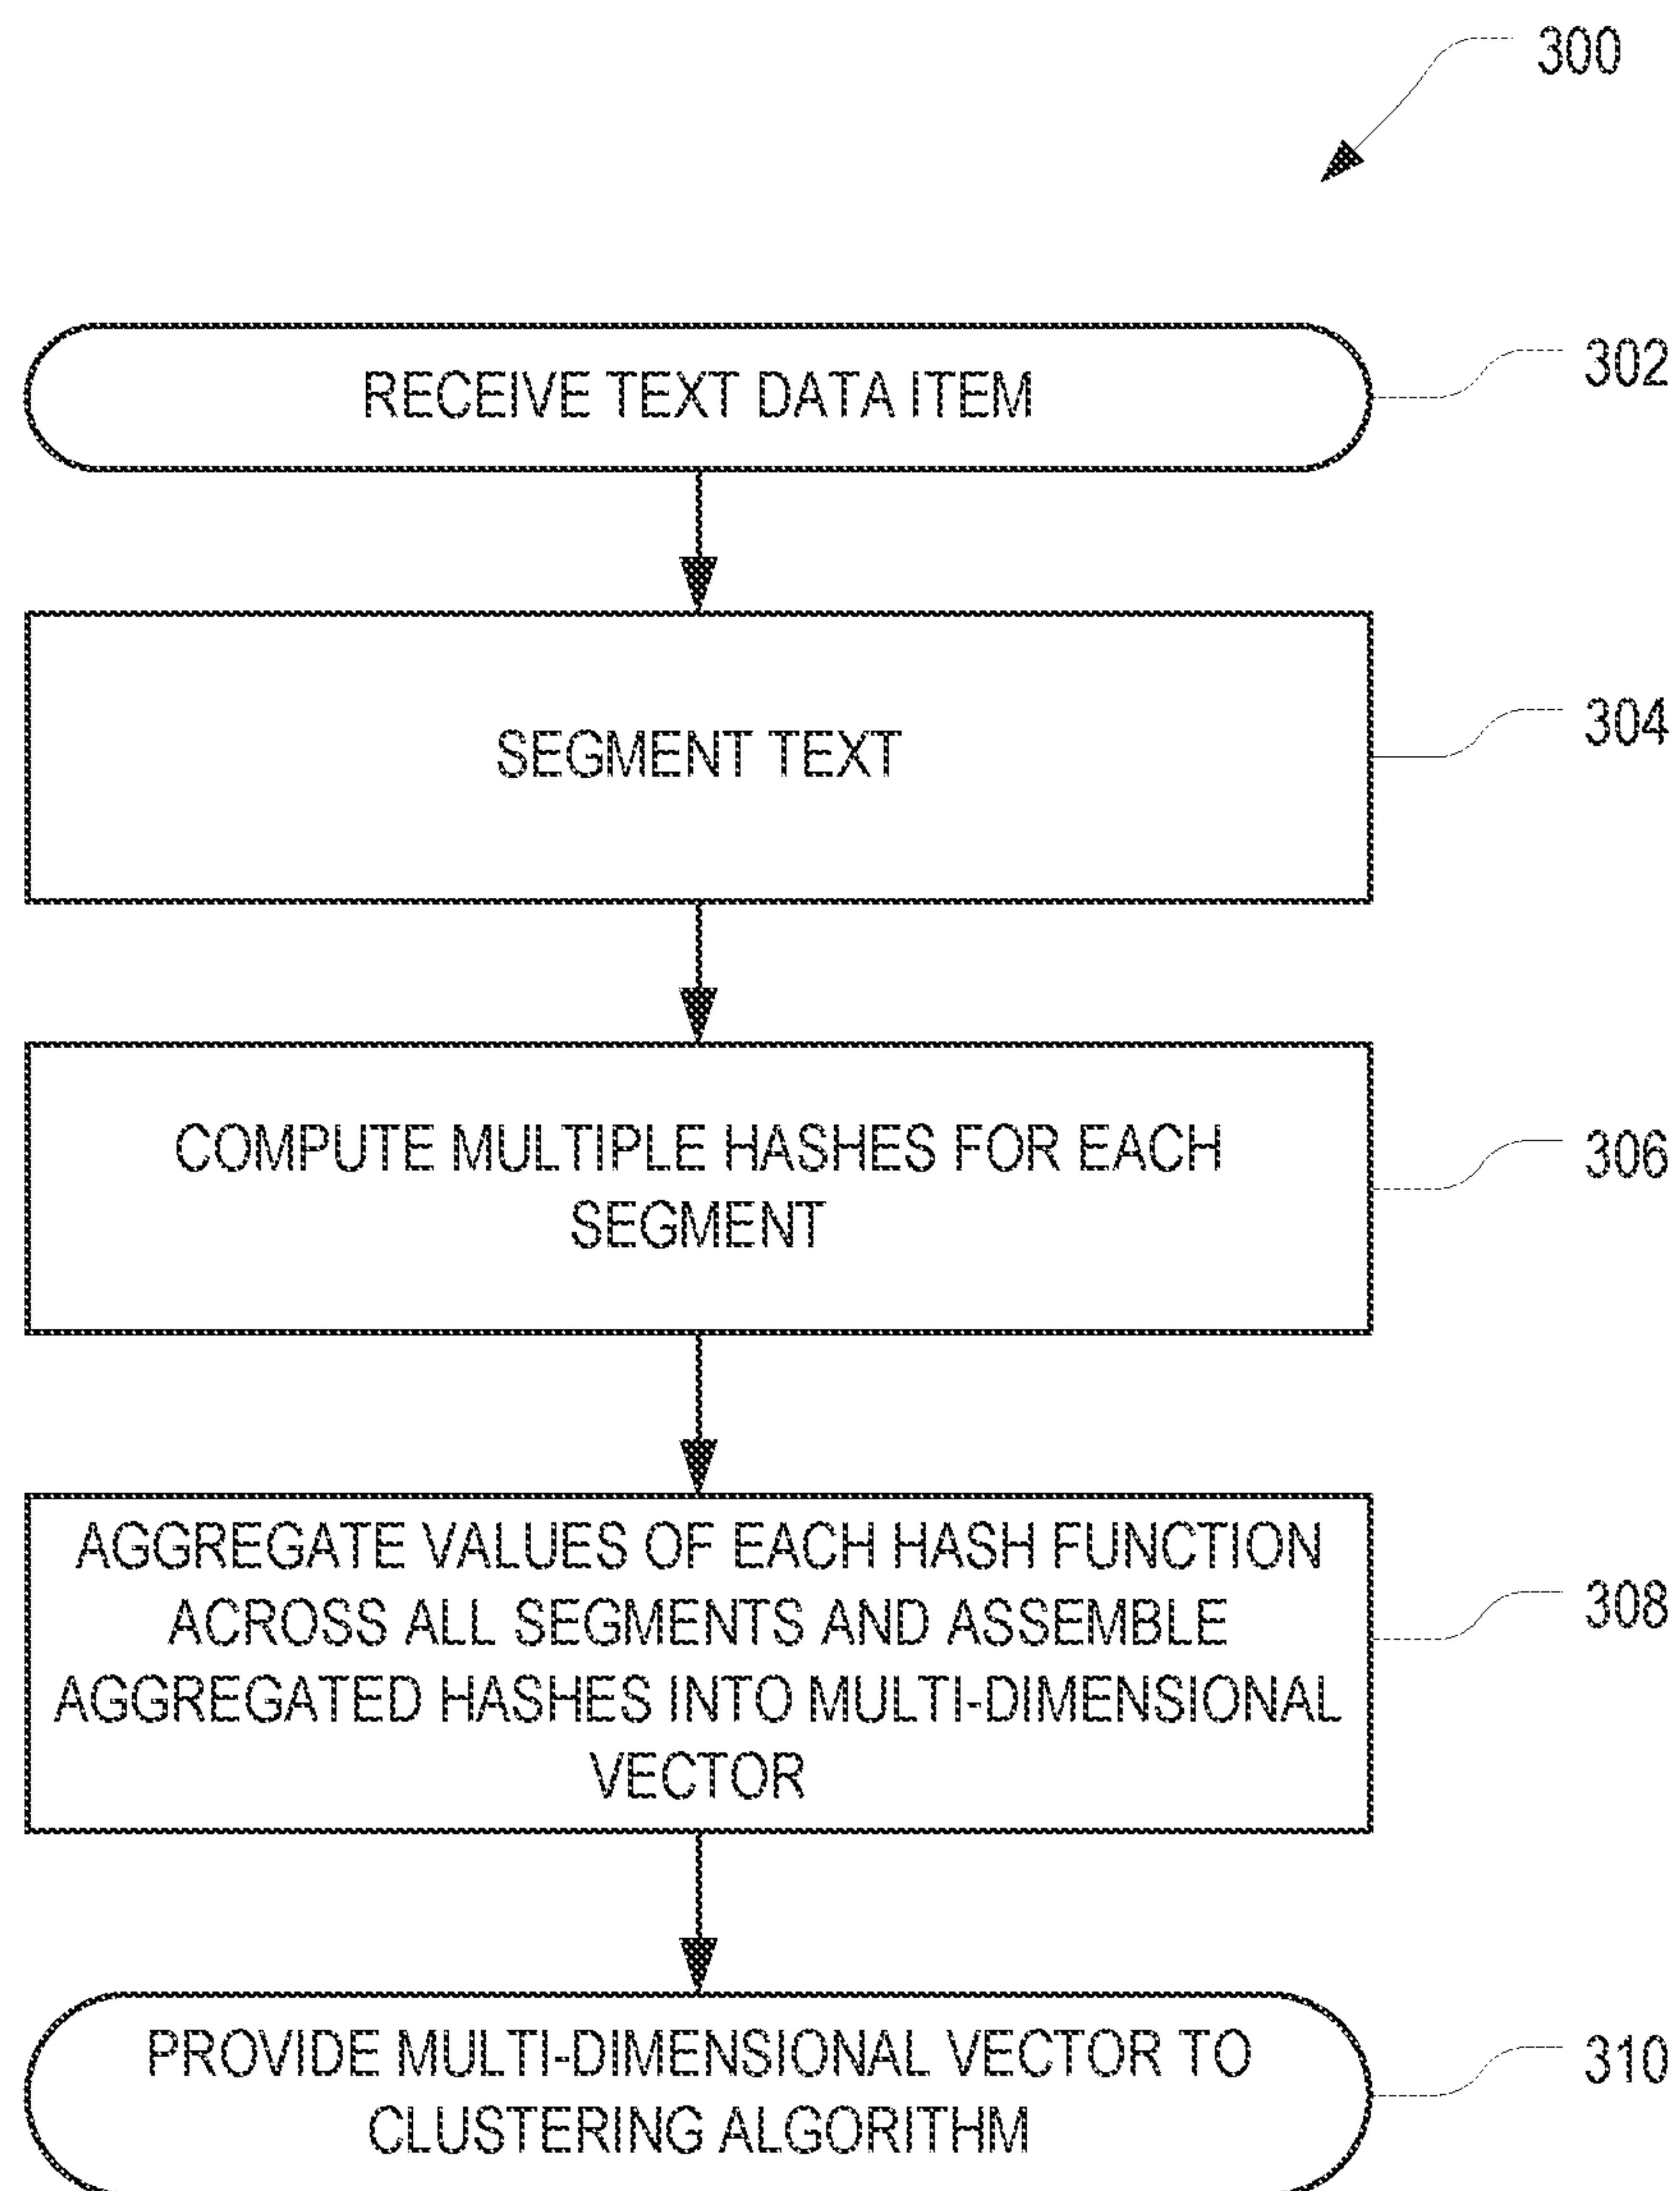 300
RECEIVE TEXT DATA ITEM
302
SEGMENT TEXT
304
COMPUTE MULTIPLE HASHES FOR EACH
SEGMENT
306
AGGREGATE VALUES OF EACH HASH FUNCTION
ACROSS ALL SEGMENTS AND ASSEMBLE
AGGREGATED HASHES INTO MULTI-DIMENSIONAL
VECTOR
308
PROVIDE MULTI-DIMENSIONAL VECTOR TO
CLUSTERING ALGORITHM
310